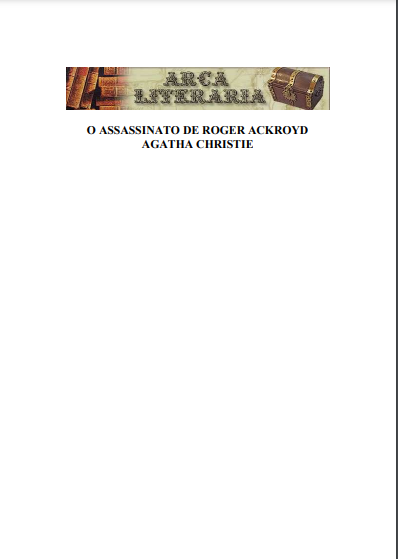 ARCA
LITERARIA
O ASSASSINATO DE ROGER ACKROYD
AGATHA CHRISTIE